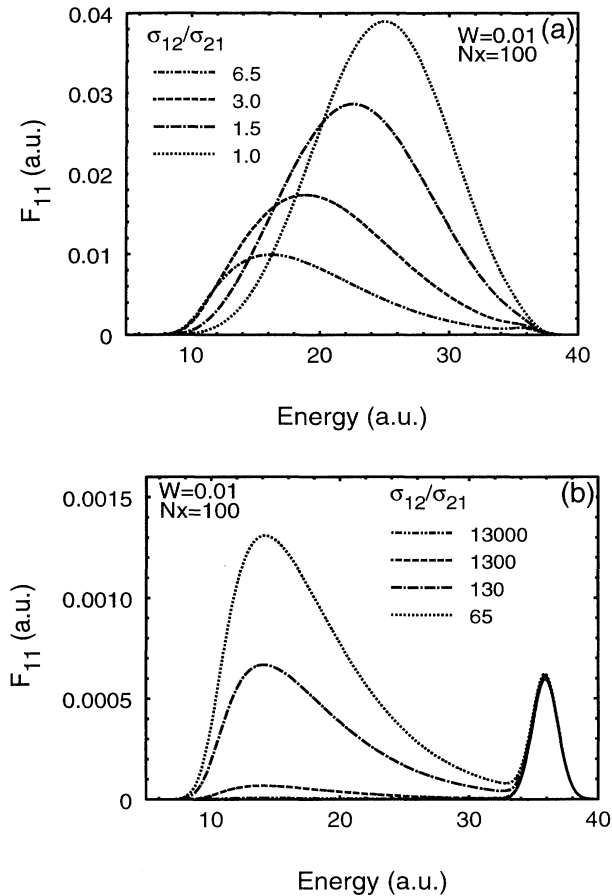 0.04
σ12/σ21
W=0.01 (a)
Nx=100
6.5
3.0
1.5
1.0
0.03
0.02
0.01
0
F11 (a.u.)
10 20 30 40
Energy (a.u.)
W=0.01
Nx=100
σ12/σ21 (b)
13000
1300
130
65
0.0015
0.0010
0.0005
0
F11 (a.u.)
10 20 30 40
Energy (a.u.)